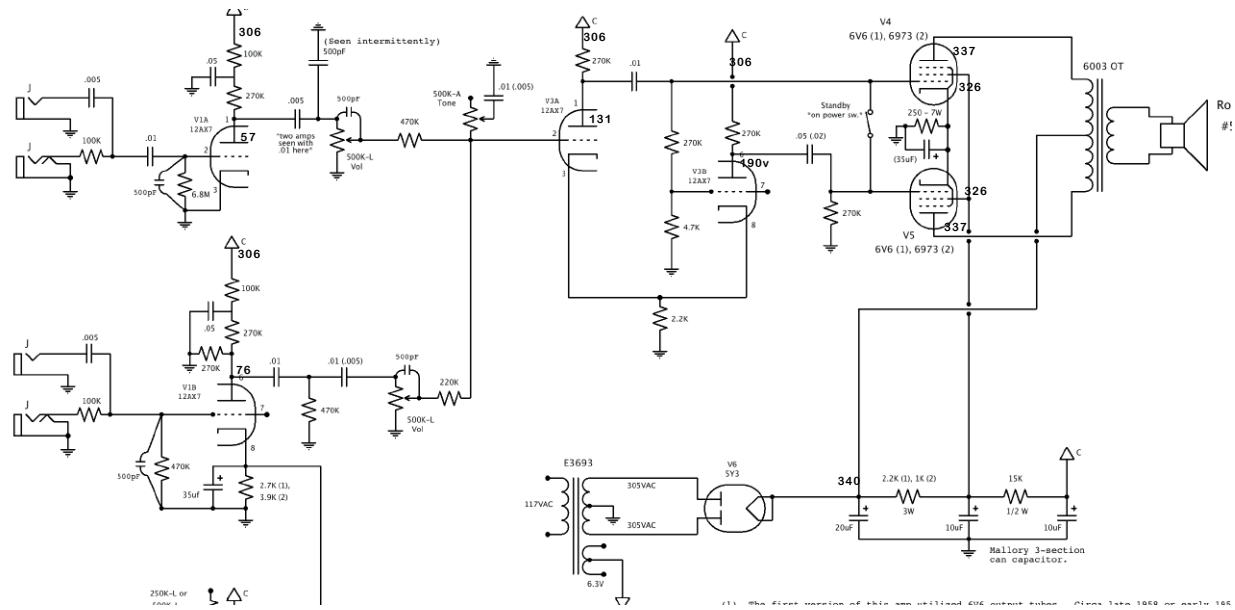 C
306
100K
.05
270K
.005
J
100K
.01
500pF
6.8M
V1A
12AX7
1
57
2
3
.005
"two amps
seen with
.01 here"
(Seen intermittently)
500pF
500pF
500K-L
Vol
470K
500K-A
Tone
.01 (.005)
C
306
270K
V3A
12AX7
1
131
2
3
.01
270K
4.7K
2.2K
C
306
270K
190v
V3B
12AX7
7
8
.05 (.02)
270K
Standby
"on power sw."
V4
6V6 (1), 6973 (2)
337
326
250 - 7W
(35uF)
+
326
337
V5
6V6 (1), 6973 (2)
6003 OT
Ro
C
306
100K
.05
270K
270K
76
6
V1B
12AX7
7
8
J
.005
100K
500pF
470K
35uf
+
2.7K (1),
3.9K (2)
.01
470K
.01 (.005)
500pF
500K-L
Vol
220K
E3693
117VAC
305VAC
305VAC
6.3V
V6
5Y3
340
20uF
+
2.2K (1), 1K (2)
3W
10uF
+
15K
1/2 W
C
10uF
+
Mallory 3-section
can capacitor.
250K-L or
C
(1) The first version of this amp utilized 6V6 output tubes. Circa late 1958 or early 195